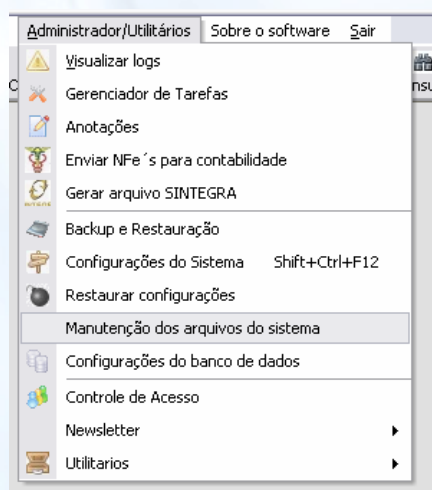 Administrador/Utilitários Sobre o software Sair
Visualizar logs
Gerenciador de Tarefas
Anotações
Enviar NFe´s para contabilidade
Gerar arquivo SINTEGRA
Backup e Restauração
Configurações do Sistema Shift+Ctrl+F12
Restaurar configurações
Manutenção dos arquivos do sistema
Configurações do banco de dados
Controle de Acesso
Newsletter
Utilitarios